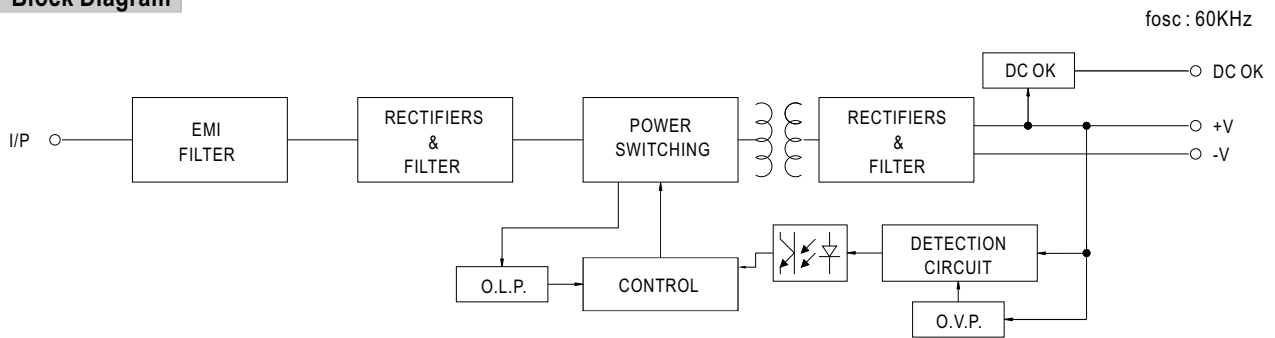 Block Diagram
fosc : 60KHz
DC OK
DC OK
I/P
EMI
FILTER
RECTIFIERS
&
FILTER
POWER
SWITCHING
RECTIFIERS
&
FILTER
+V
-V
O.L.P.
CONTROL
DETECTION
CIRCUIT
O.V.P.